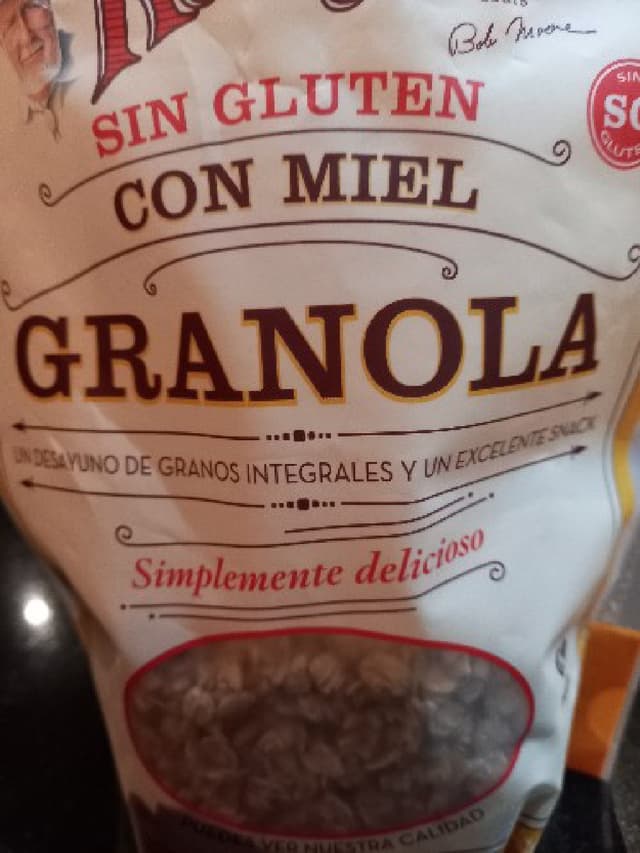 Bob Moore
SIN GLUTEN
SIN
CON MIEL
GRANOLA
UN DESAYUNO DE GRANOS INTEGRALES Y UN EXCELENTE SNACK
Simplemente delicioso
PUEDES VER NUESTRA CALIDAD